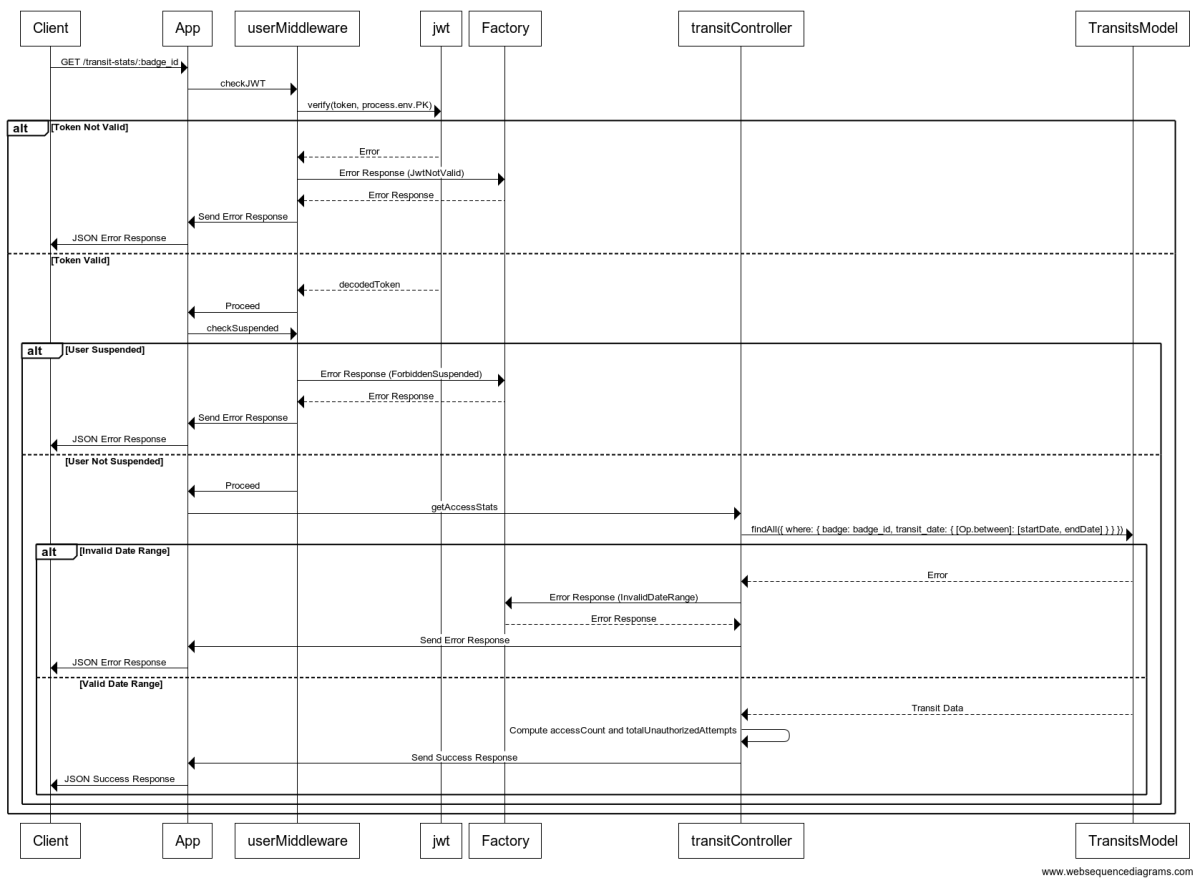 Client App userMiddleware jwt Factory transitController TransitsModel
GET /transit-stats/:badge_id
checkJWT
verify(token, process.env.PK)
alt [Token Not Valid]
Error
Error Response (JwtNotValid)
Error Response
Send Error Response
JSON Error Response
[Token Valid]
decodedToken
Proceed
checkSuspended
alt [User Suspended]
Error Response (ForbiddenSuspended)
Error Response
Send Error Response
JSON Error Response
[User Not Suspended]
Proceed
getAccessStats
findAll({ where: { badge: badge_id, transit_date: { [Op.between]: [startDate, endDate] } } })
alt [Invalid Date Range]
Error
Error Response (InvalidDateRange)
Error Response
Send Error Response
JSON Error Response
[Valid Date Range]
Transit Data
Compute accessCount and totalUnauthorizedAttempts
Send Success Response
JSON Success Response
Client App userMiddleware jwt Factory transitController TransitsModel
www.websequencediagrams.com